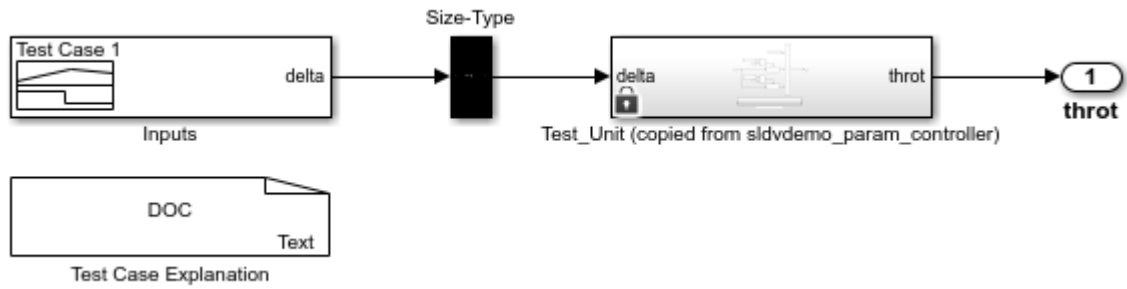 Size-Type
Test Case 1
delta
delta
throt
1
throt
Inputs
Test_Unit (copied from sldvdemo_param_controller)
DOC
Text
Test Case Explanation